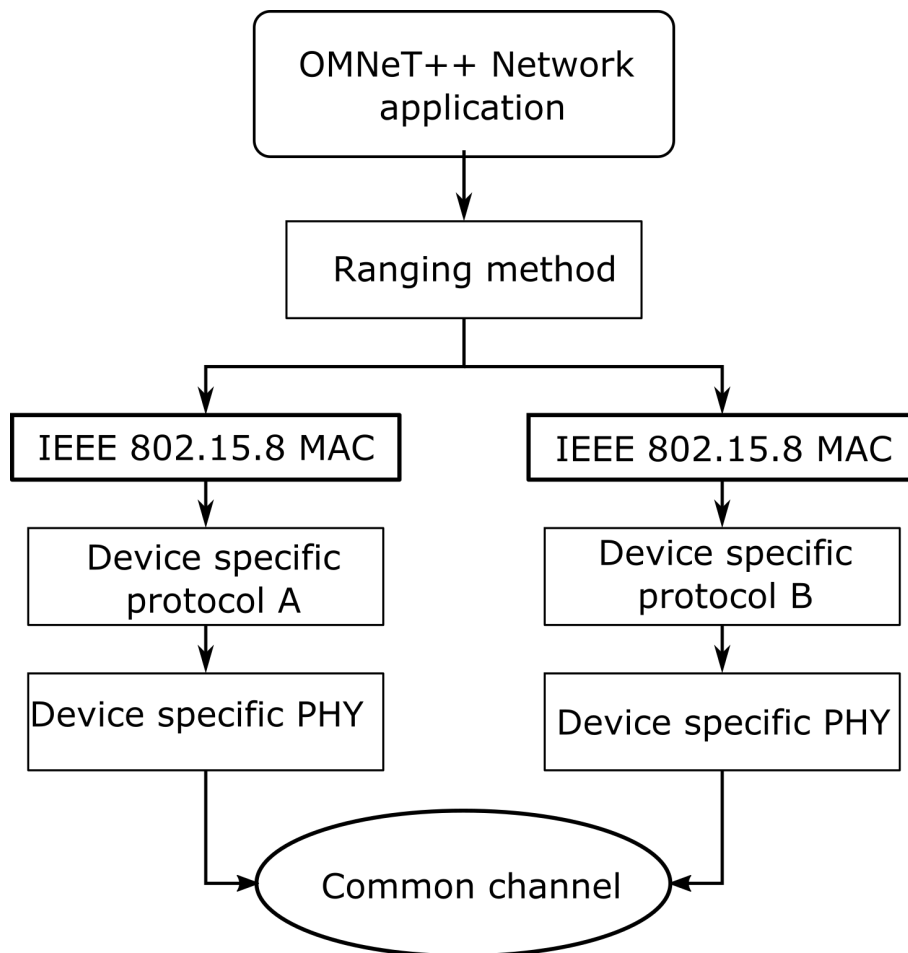 OMNeT++ Network
application
Ranging method
IEEE 802.15.8 MAC
IEEE 802.15.8 MAC
Device specific
protocol A
Device specific
protocol B
Device specific PHY
Device specific PHY
Common channel